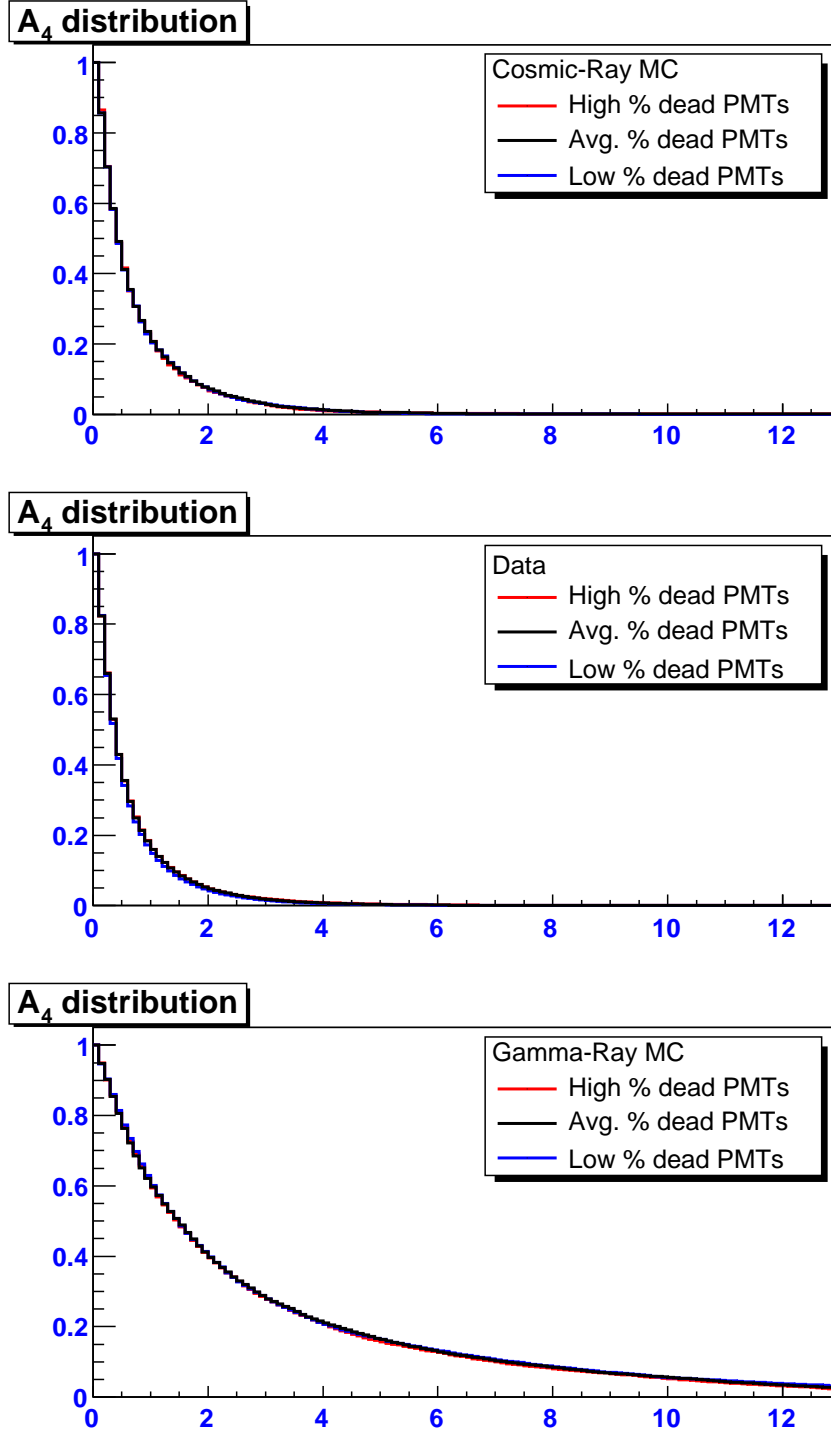 A4 distribution
Cosmic-Ray MC
High % dead PMTs
Avg. % dead PMTs
Low % dead PMTs
1
0.8
0.6
0.4
0.2
0
0 2 4 6 8 10 12
A4 distribution
Data
High % dead PMTs
Avg. % dead PMTs
Low % dead PMTs
1
0.8
0.6
0.4
0.2
0
0 2 4 6 8 10 12
A4 distribution
Gamma-Ray MC
High % dead PMTs
Avg. % dead PMTs
Low % dead PMTs
1
0.8
0.6
0.4
0.2
0
0 2 4 6 8 10 12